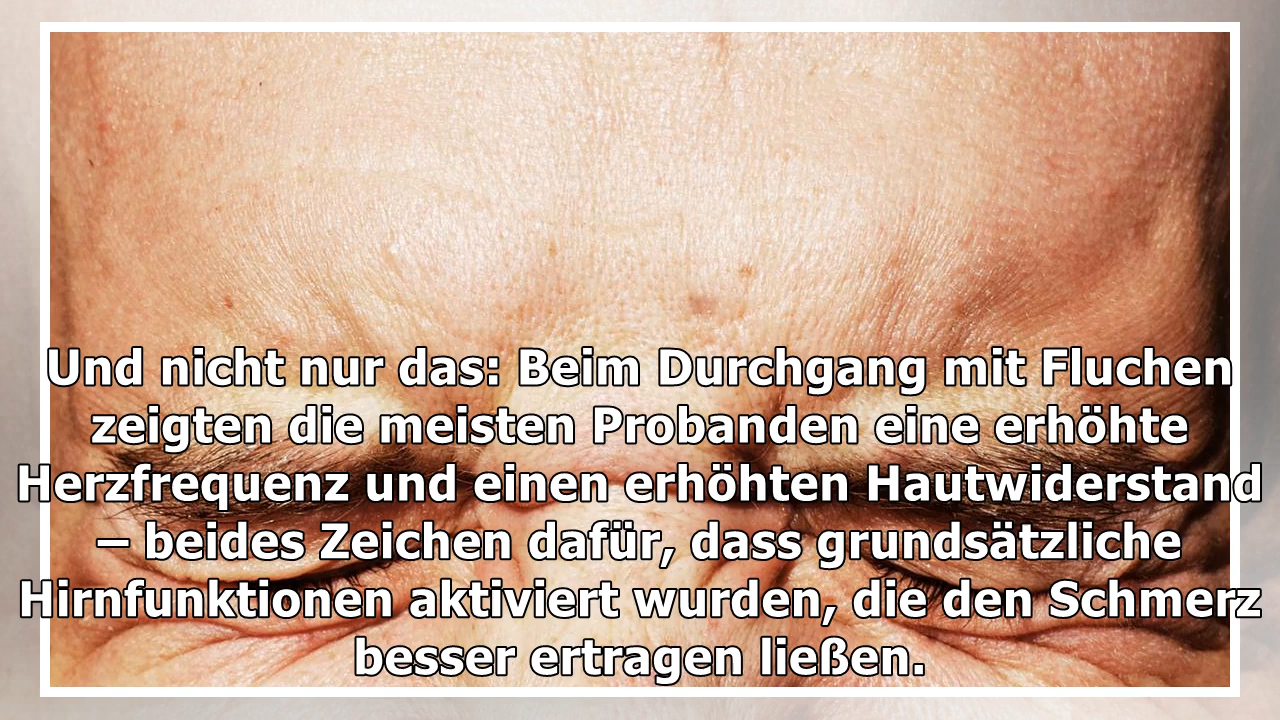 Und nicht nur das: Beim Durchgang mit Fluchen
zeigten die meisten Probanden eine erhöhte
Herzfrequenz und einen erhöhten Hautwiderstand
– beides Zeichen dafür, dass grundsätzliche
Hirnfunktionen aktiviert wurden, die den Schmerz
besser ertragen ließen.